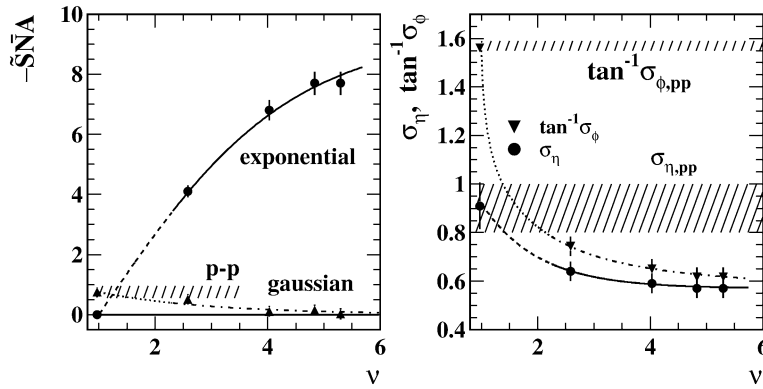 −S̃N̄A
10
8
6
4
2
0
exponential
p-p
gaussian
2
4
6
ν
σ_η, tan⁻¹σ_φ
1.6
1.4
1.2
1
0.8
0.6
0.4
tan⁻¹σ_φ,pp
tan⁻¹σ_φ
σ_η
σ_η,pp
2
4
6
ν